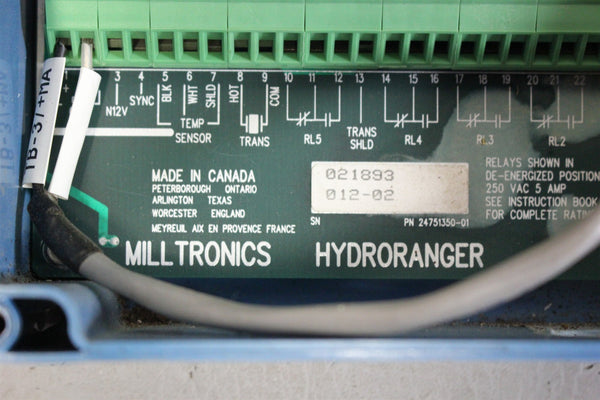 3 4 5 6 7 8 9 10 11 12 13 14 15 16 17 18 19 20 21 22
N12V SYNC BLK WHT SHLD HOT COM
TEMP SENSOR
TRANS
RL5
TRANS SHLD
RL4
RL3
RL2
TB-3/+mA
TB-3/+MA
MADE IN CANADA
PETERBOROUGH ONTARIO
ARLINGTON TEXAS
WORCESTER ENGLAND
MEYREUIL AIX EN PROVENCE FRANCE
021893
012-02
SN PN 24751350-01
RELAYS SHOWN IN
DE-ENERGIZED POSITION
250 VAC 5 AMP
SEE INSTRUCTION BOOK
FOR COMPLETE RATIN
MILLTRONICS HYDRORANGER